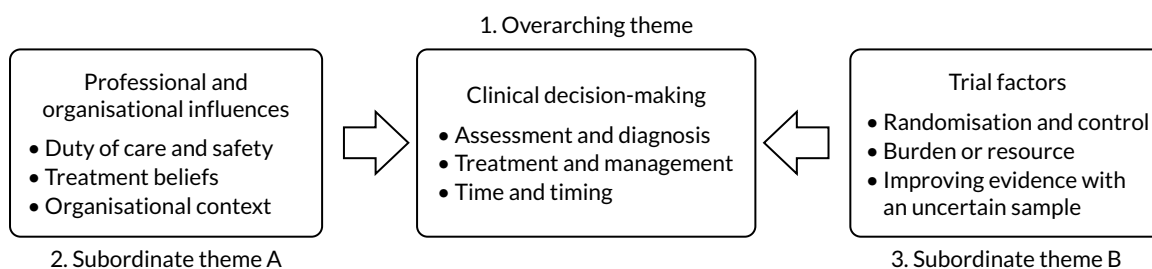 1. Overarching theme
Professional and
organisational influences
• Duty of care and safety
• Treatment beliefs
• Organisational context
2. Subordinate theme A
Clinical decision-making
• Assessment and diagnosis
• Treatment and management
• Time and timing
Trial factors
• Randomisation and control
• Burden or resource
• Improving evidence with
an uncertain sample
3. Subordinate theme B